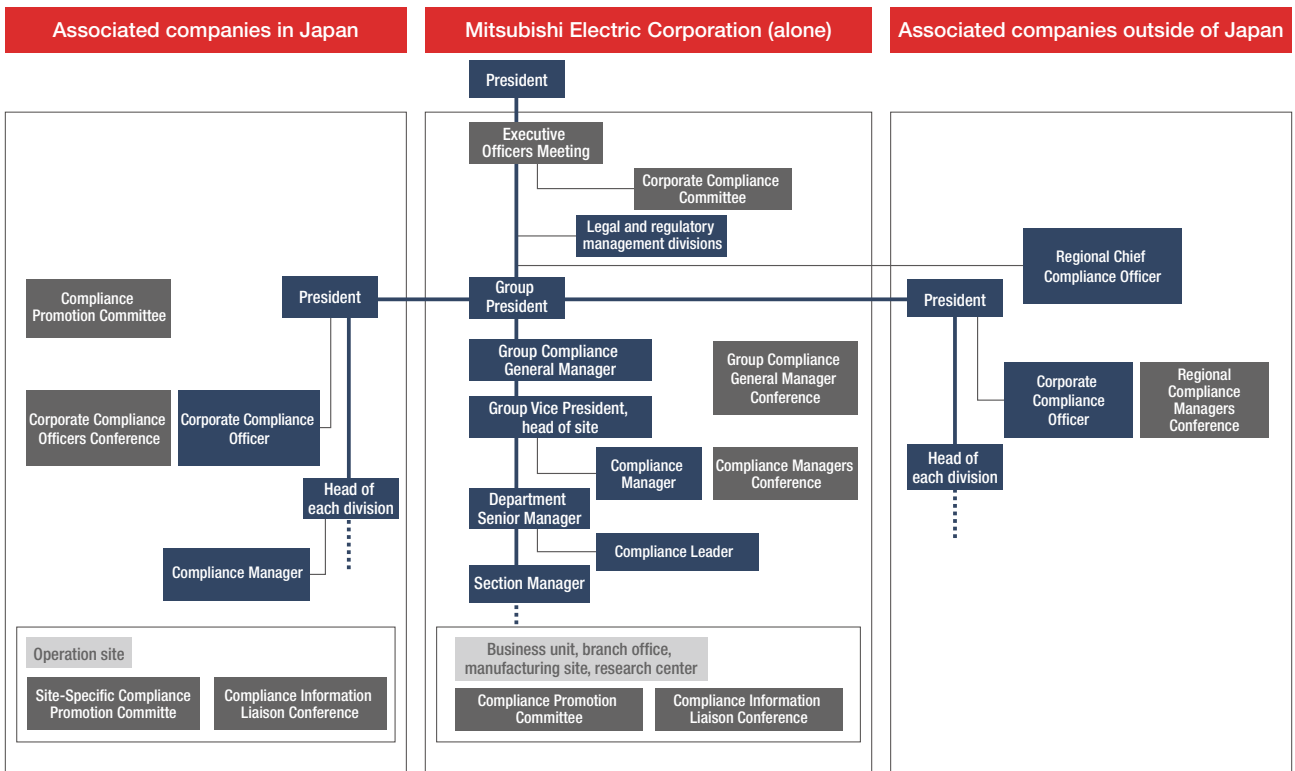 Associated companies in Japan
Mitsubishi Electric Corporation (alone)
Associated companies outside of Japan
President
Executive
Officers Meeting
Corporate Compliance
Committee
Legal and regulatory
management divisions
Regional Chief
Compliance Officer
Compliance
Promotion Committee
President
Group
President
President
Group Compliance
General Manager
Group Compliance
General Manager
Conference
Corporate Compliance
Officers Conference
Corporate Compliance
Officer
Group Vice President,
head of site
Corporate
Compliance
Officer
Regional
Compliance
Managers
Conference
Compliance
Manager
Compliance Managers
Conference
Head of
each division
Head of
each division
Department
Senior Manager
Compliance Leader
Compliance Manager
Section Manager
Operation site
Site-Specific Compliance
Promotion Committe
Compliance Information
Liaison Conference
Business unit, branch office,
manufacturing site, research center
Compliance Promotion
Committee
Compliance Information
Liaison Conference